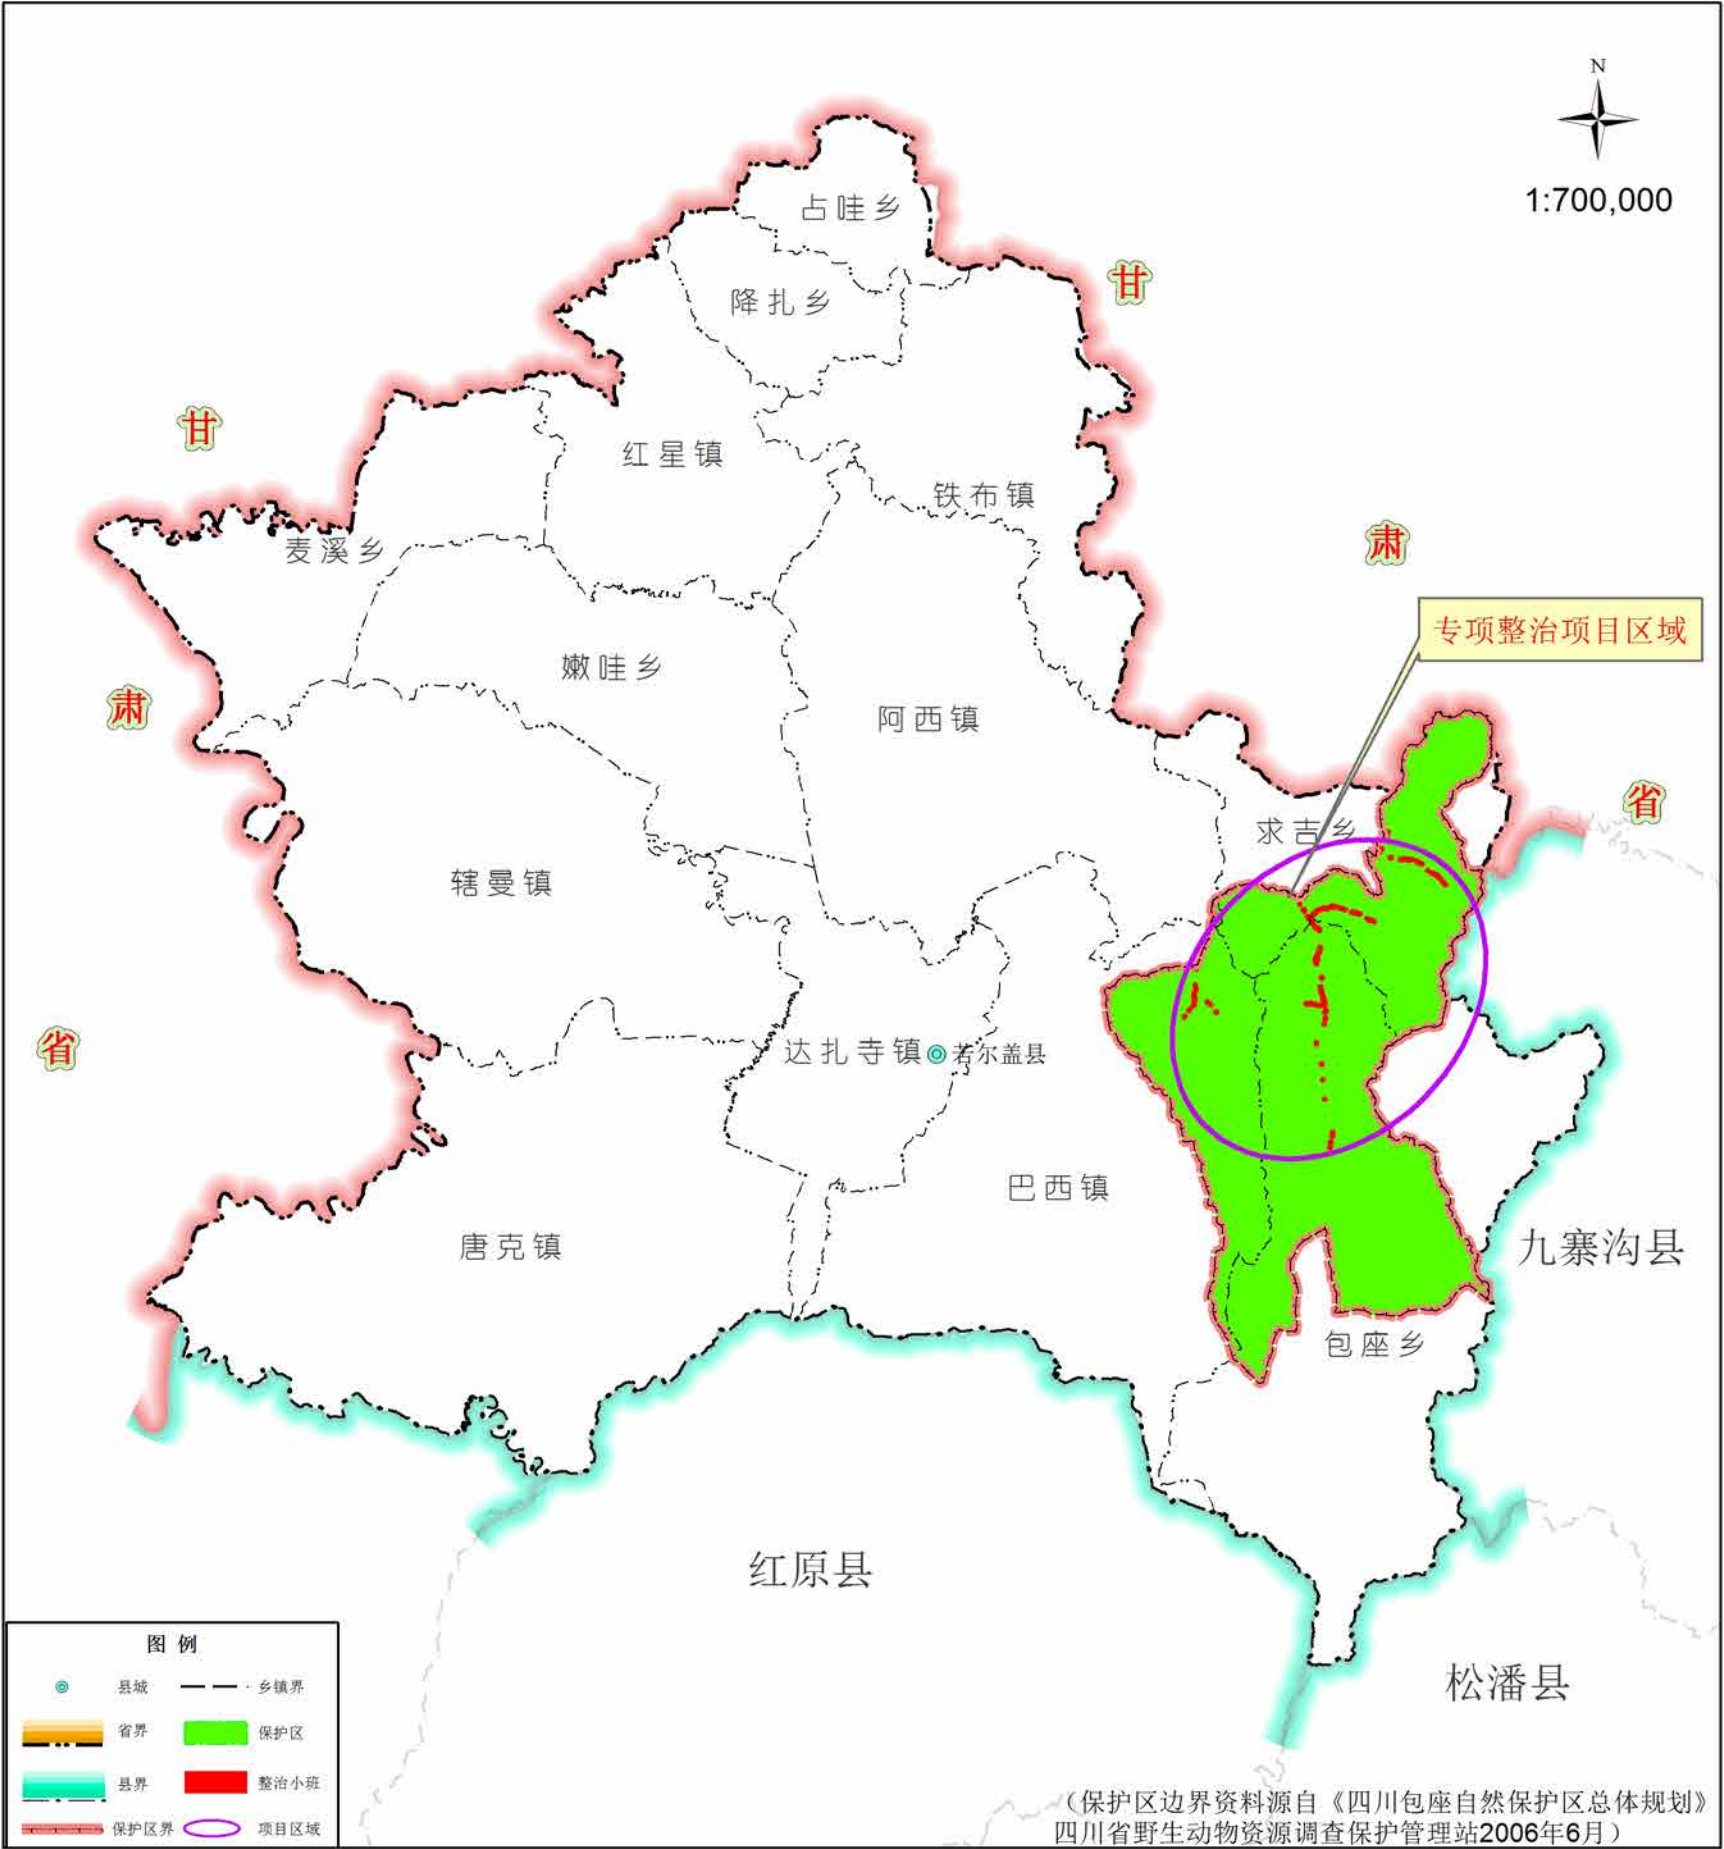 N
1:700,000
占哇乡
甘
降扎乡
甘
红星镇
铁布镇
肃
麦溪乡
专项整治项目区域
嫩哇乡
肃
阿西镇
省
求吉乡
辖曼镇
省
达扎寺镇
若尔盖县
巴西镇
唐克镇
九寨沟县
包座乡
红原县
松潘县
图 例
县城
乡镇界
省界
保护区
县界
整治小班
保护区界
项目区域
（保护区边界资料源自《四川包座自然保护区总体规划》
四川省野生动物资源调查保护管理站2006年6月）